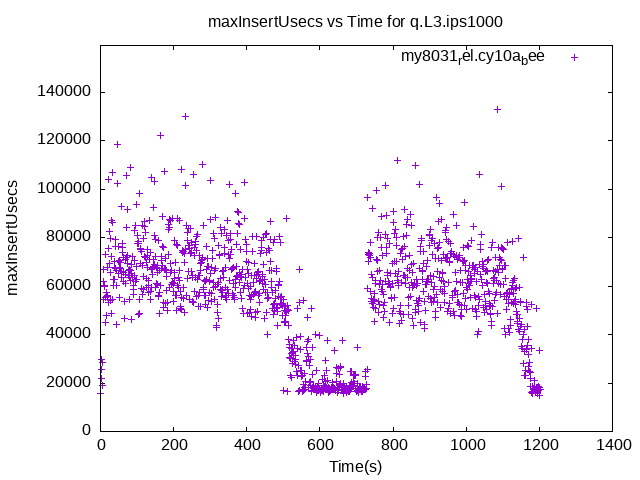 maxInsertUsecs vs Time for q.L3.ips1000
my8031rel.cy10abee
maxInsertUsecs
140000
120000
100000
80000
60000
40000
20000
0
0 200 400 600 800 1000 1200 1400
Time(s)